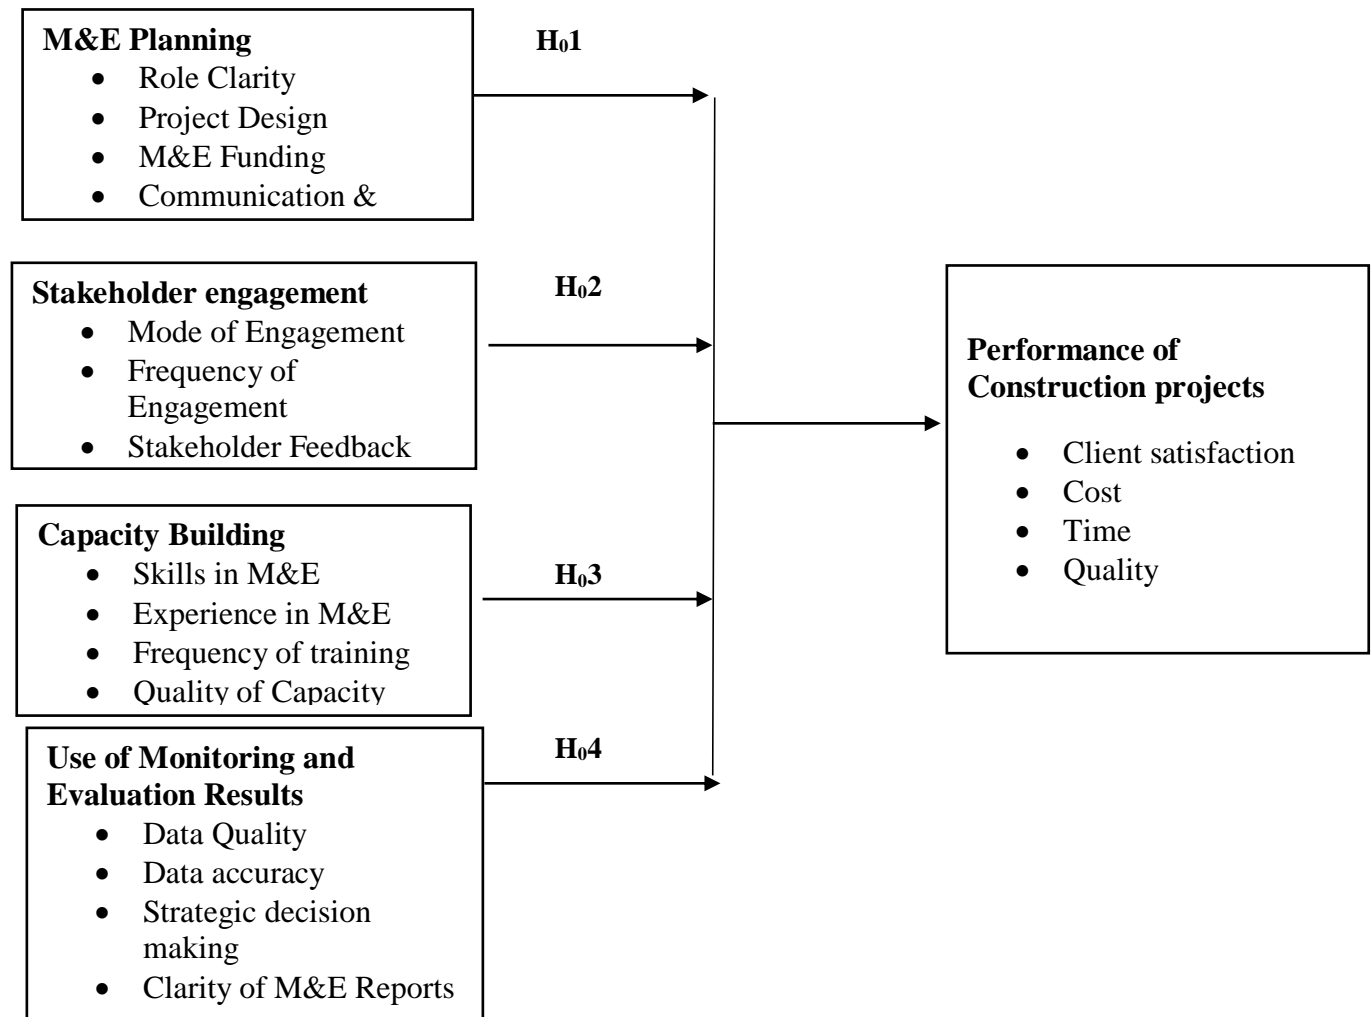 M&E Planning
• Role Clarity
• Project Design
• M&E Funding
• Communication &
H₀1
Stakeholder engagement
• Mode of Engagement
• Frequency of
Engagement
• Stakeholder Feedback
H₀2
Capacity Building
• Skills in M&E
• Experience in M&E
• Frequency of training
• Quality of Capacity
H₀3
Use of Monitoring and
Evaluation Results
• Data Quality
• Data accuracy
• Strategic decision
making
• Clarity of M&E Reports
H₀4
Performance of
Construction projects
• Client satisfaction
• Cost
• Time
• Quality